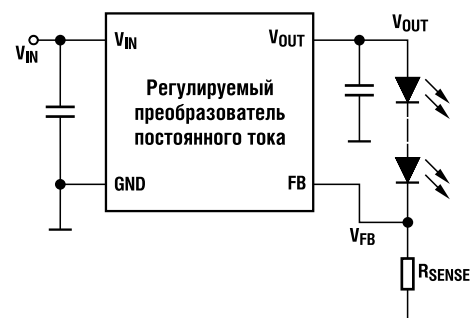 VIN
VIN
VOUT
VOUT
Регулируемый
преобразователь
постоянного тока
GND
FB
VFB
RSENSE